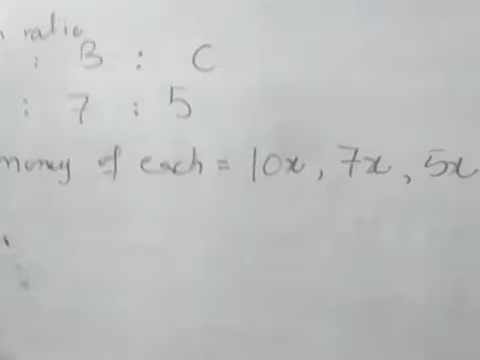 ratio
: B : C
: 7 : 5
money of each = 10x, 7x, 5x